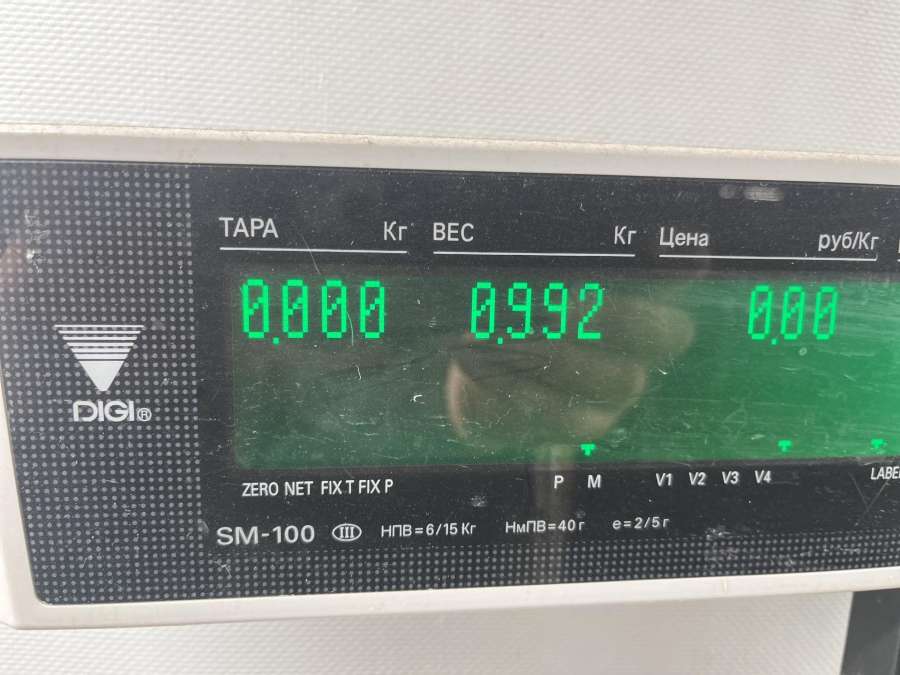 ТАРА Кг ВЕС Кг Цена руб/Кг
0.000 0.992 0.00
DIGI®
ZERO NET FIX T FIX P P M V1 V2 V3 V4
SM-100 III НПВ=6/15 Кг НмПВ=40 г e=2/5 г